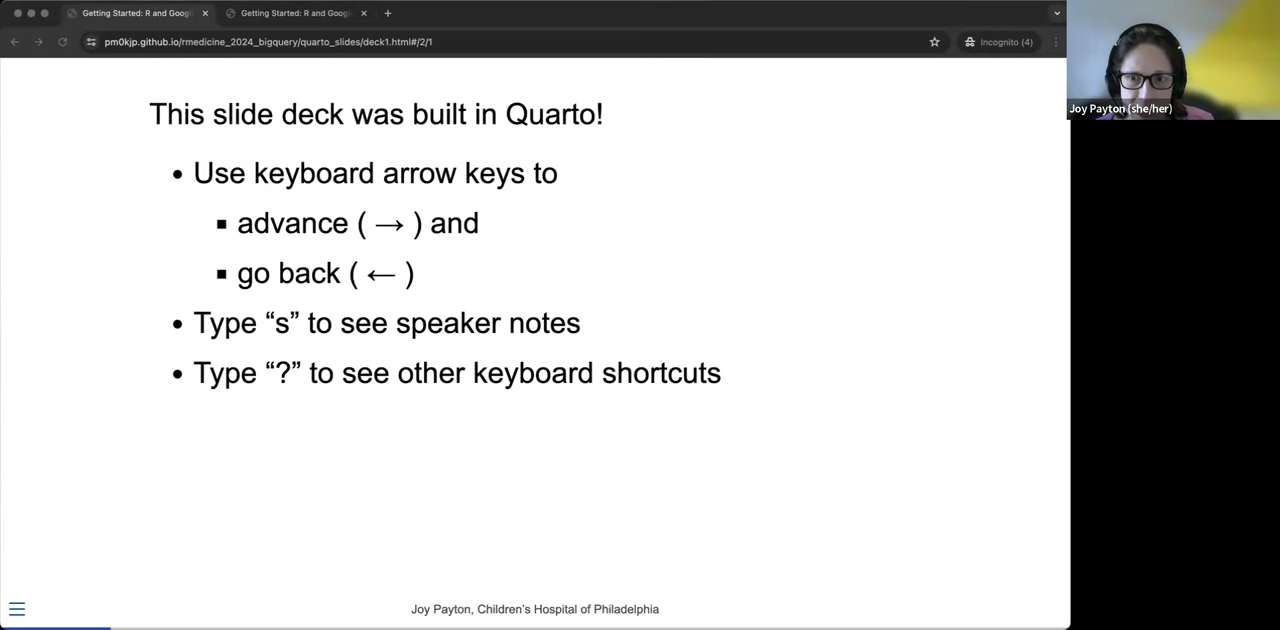 Getting Started: R and Googl
Getting Started: R and Googl
pm0kjp.github.io/rmedicine_2024_bigquery/quarto_slides/deck1.html#/2/1
Incognito (4)
Joy Payton (she/her)
This slide deck was built in Quarto!
• Use keyboard arrow keys to
▪ advance ( → ) and
▪ go back ( ← )
• Type “s” to see speaker notes
• Type “?” to see other keyboard shortcuts
Joy Payton, Children’s Hospital of Philadelphia